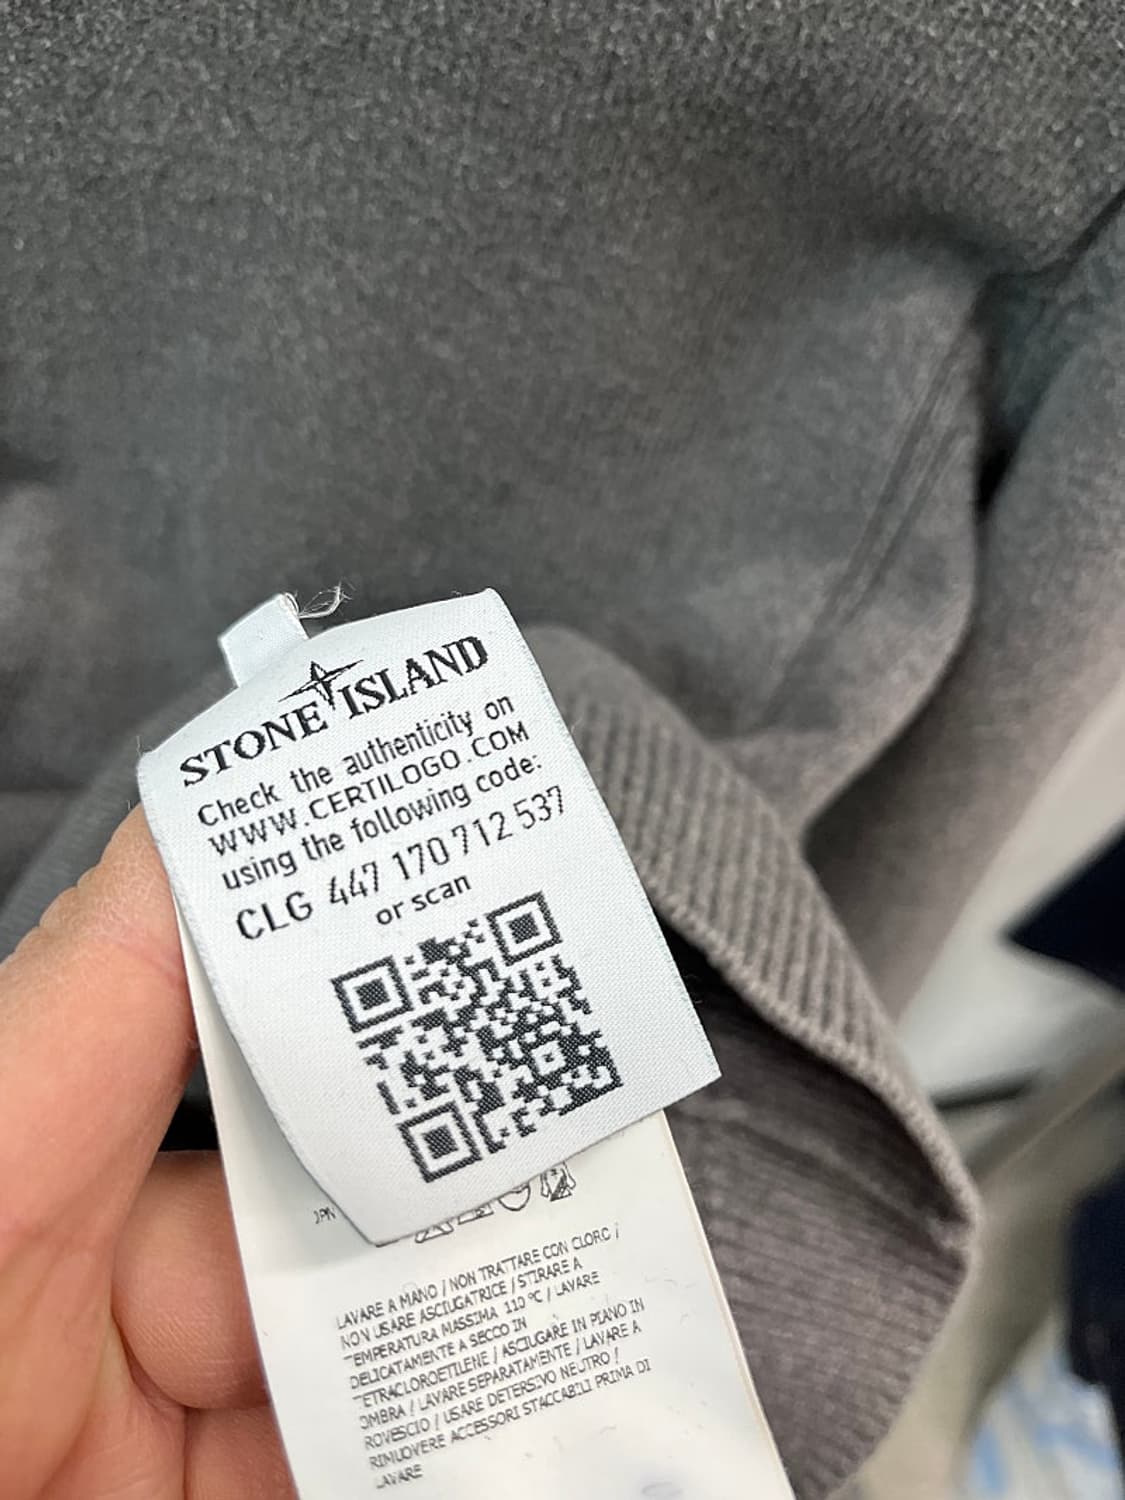 STONE ISLAND
Check the authenticity on
WWW.CERTILOGO.COM
using the following code:
CLG 447 170 712 537
or scan
JPN
LAVARE A MANO / NON TRATTARE CON CLORO /
NON USARE ASCIUGATRICE / STIRARE A
TEMPERATURA MASSIMA 110 °C / LAVARE
DELICATAMENTE A SECCO IN
TETRACLOROETILENE / ASCIUGARE IN PIANO IN
OMBRA / LAVARE SEPARATAMENTE / LAVARE A
ROVESCIO / USARE DETERSIVO NEUTRO /
RIMUOVERE ACCESSORI STACCABILI PRIMA DI
LAVARE